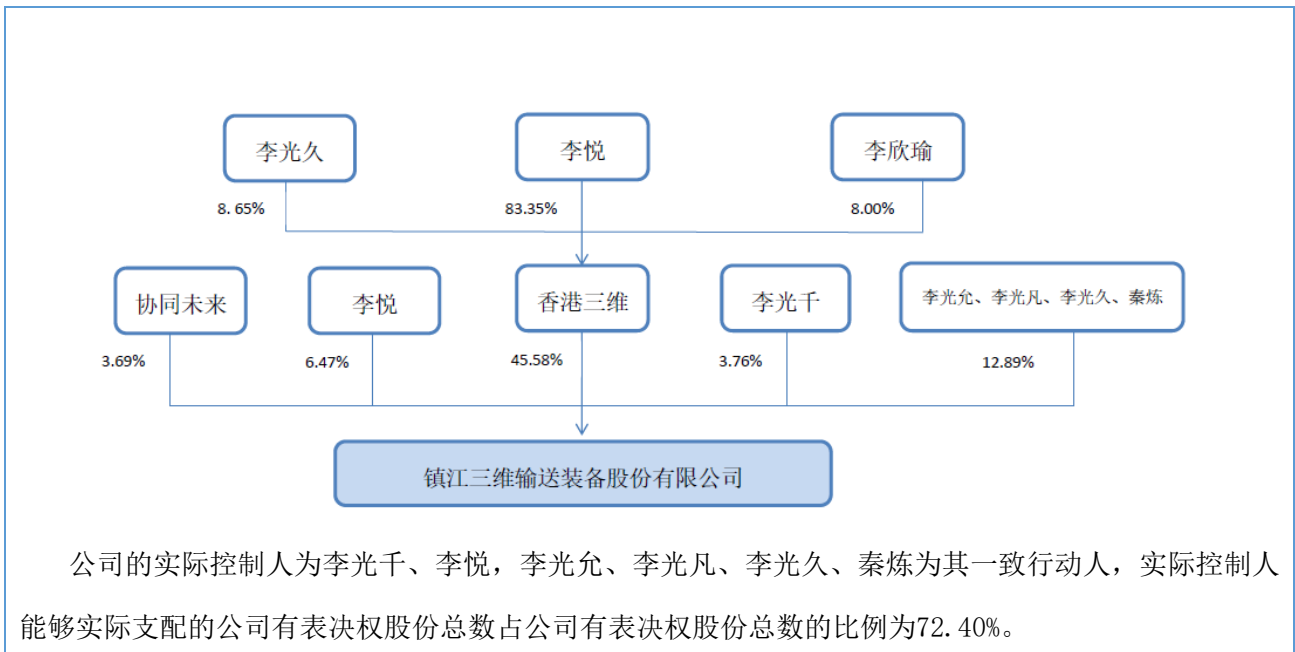 李光久
李悦
李欣瑜
8.65%
83.35%
8.00%
协同未来
李悦
香港三维
李光千
李光允、李光凡、李光久、秦炼
3.69%
6.47%
45.58%
3.76%
12.89%
镇江三维输送装备股份有限公司
公司的实际控制人为李光千、李悦，李光允、李光凡、李光久、秦炼为其一致行动人，实际控制人
能够实际支配的公司有表决权股份总数占公司有表决权股份总数的比例为72.40%。